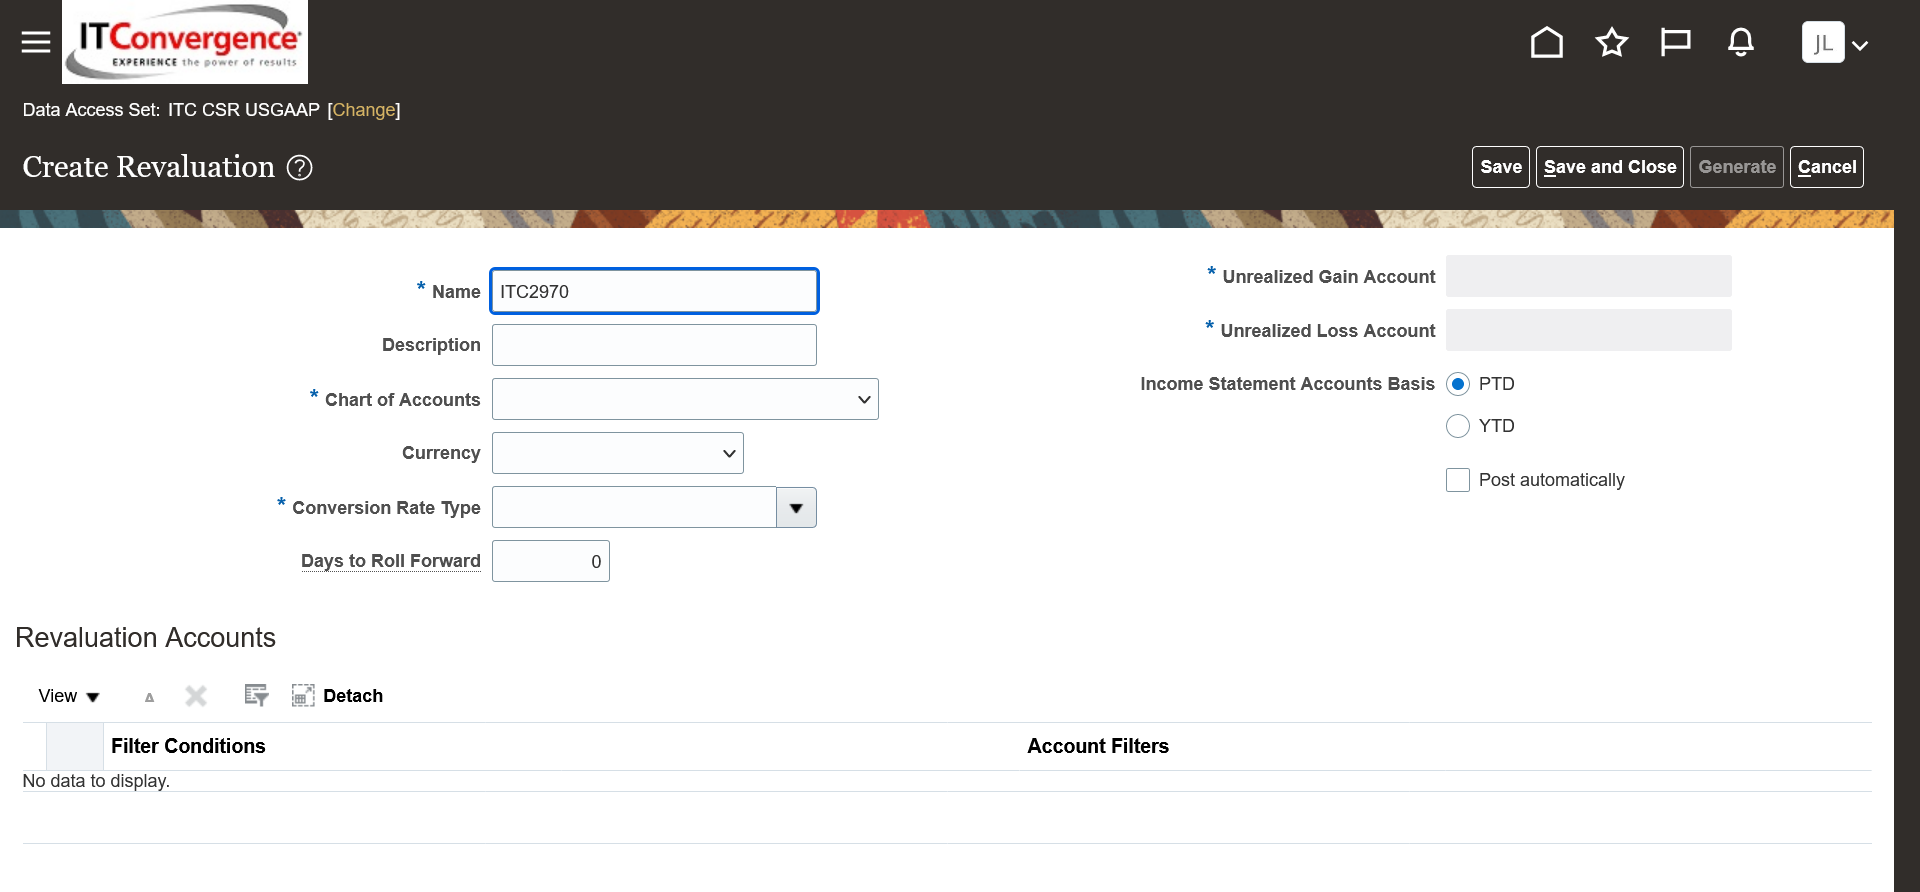 ITConvergence
EXPERIENCE the power of results
JL
Data Access Set: ITC CSR USGAAP [Change]
Create Revaluation ?
Save
Save and Close
Generate
Cancel
* Name ITC2970
Description
* Chart of Accounts
Currency
* Conversion Rate Type
Days to Roll Forward 0
* Unrealized Gain Account
* Unrealized Loss Account
Income Statement Accounts Basis PTD
YTD
Post automatically
Revaluation Accounts
View
Detach
Filter Conditions
Account Filters
No data to display.